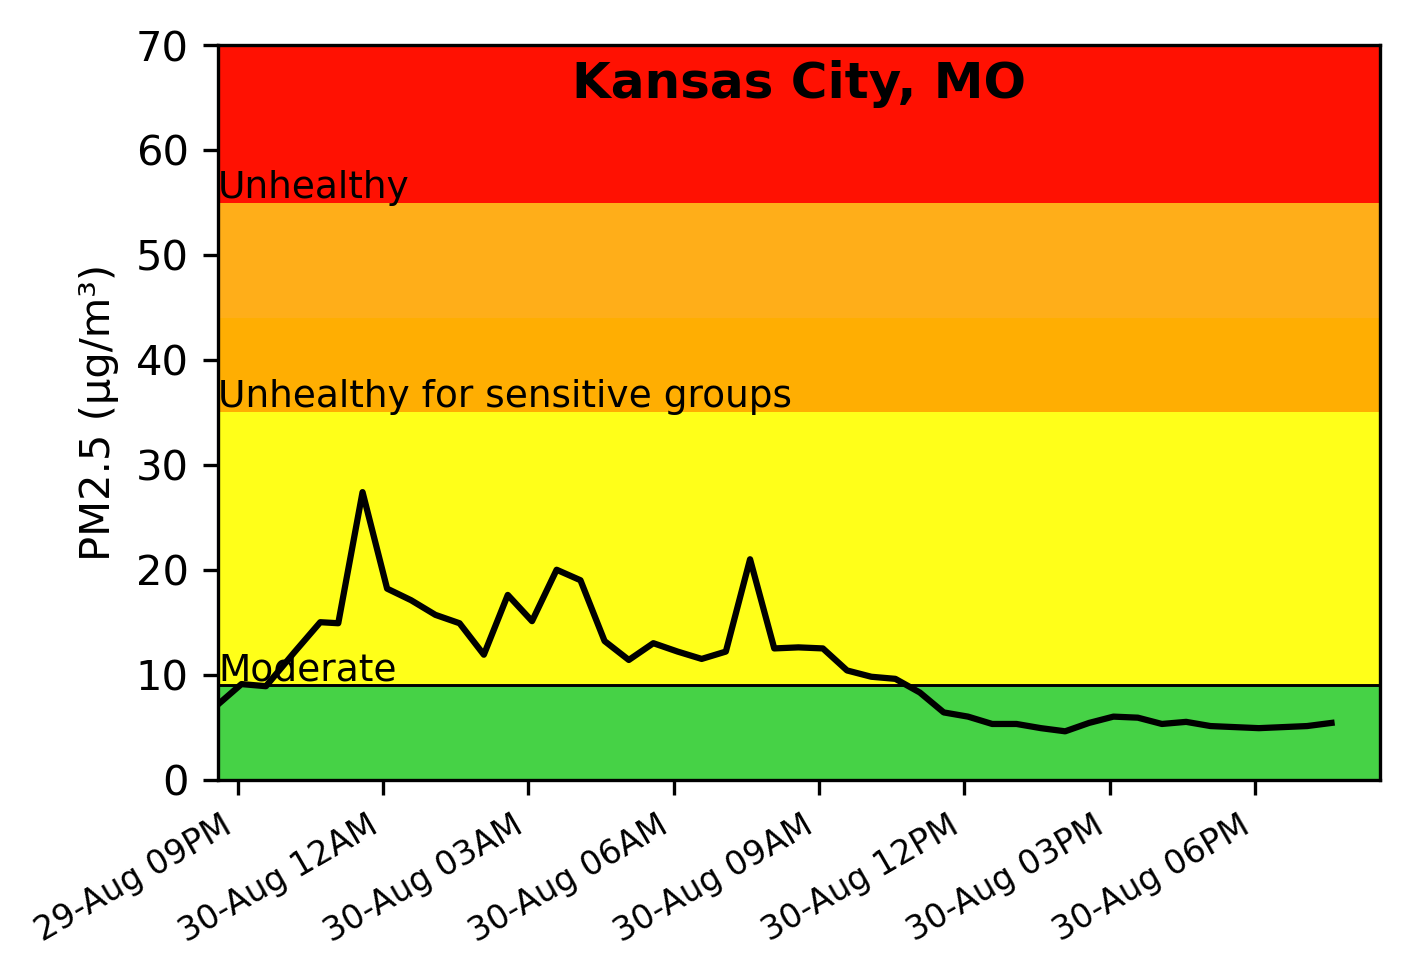 Kansas City, MO
PM2.5 (µg/m³)
70
60
50
40
30
20
10
0
Unhealthy
Unhealthy for sensitive groups
Moderate
29-Aug 09PM
30-Aug 12AM
30-Aug 03AM
30-Aug 06AM
30-Aug 09AM
30-Aug 12PM
30-Aug 03PM
30-Aug 06PM